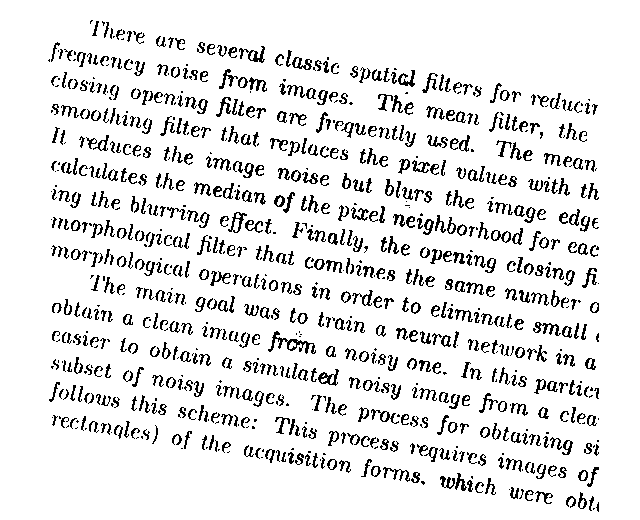 There are several classic spatial filters for reducin
frequency noise from images. The mean filter, the
closing opening filter are frequently used. The mean
smoothing filter that replaces the pixel values with th
It reduces the image noise but blurs the image edge
calculates the median of the pixel neighborhood for eac
ing the blurring effect. Finally, the opening closing fi
morphological filter that combines the same number o
morphological operations in order to eliminate small
The main goal was to train a neural network in a
obtain a clean image from a noisy one. In this particu
easier to obtain a simulated noisy image from a clea
subset of noisy images. The process for obtaining si
follows this scheme: This process requires images of
rectangles) of the acquisition forms, which were obt